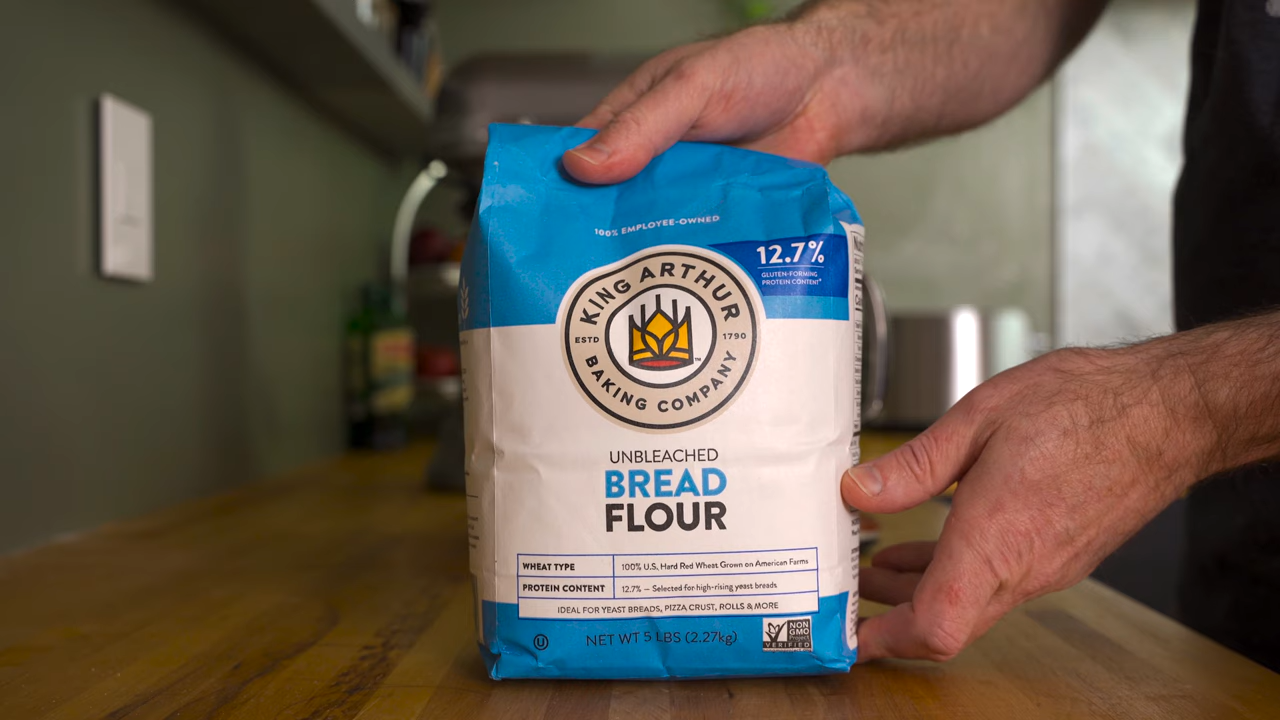 100% EMPLOYEE-OWNED
12.7%
GLUTEN-FORMING
PROTEIN CONTENT*
KING ARTHUR
ESTD 1790
BAKING COMPANY
TM
UNBLEACHED
BREAD
FLOUR
WHEAT TYPE 100% U.S. Hard Red Wheat Grown on American Farms
PROTEIN CONTENT 12.7% — Selected for high-rising yeast breads
IDEAL FOR YEAST BREADS, PIZZA CRUST, ROLLS & MORE
U
NET WT 5 LBS (2.27kg)
NON
GMO
Project
VERIFIED